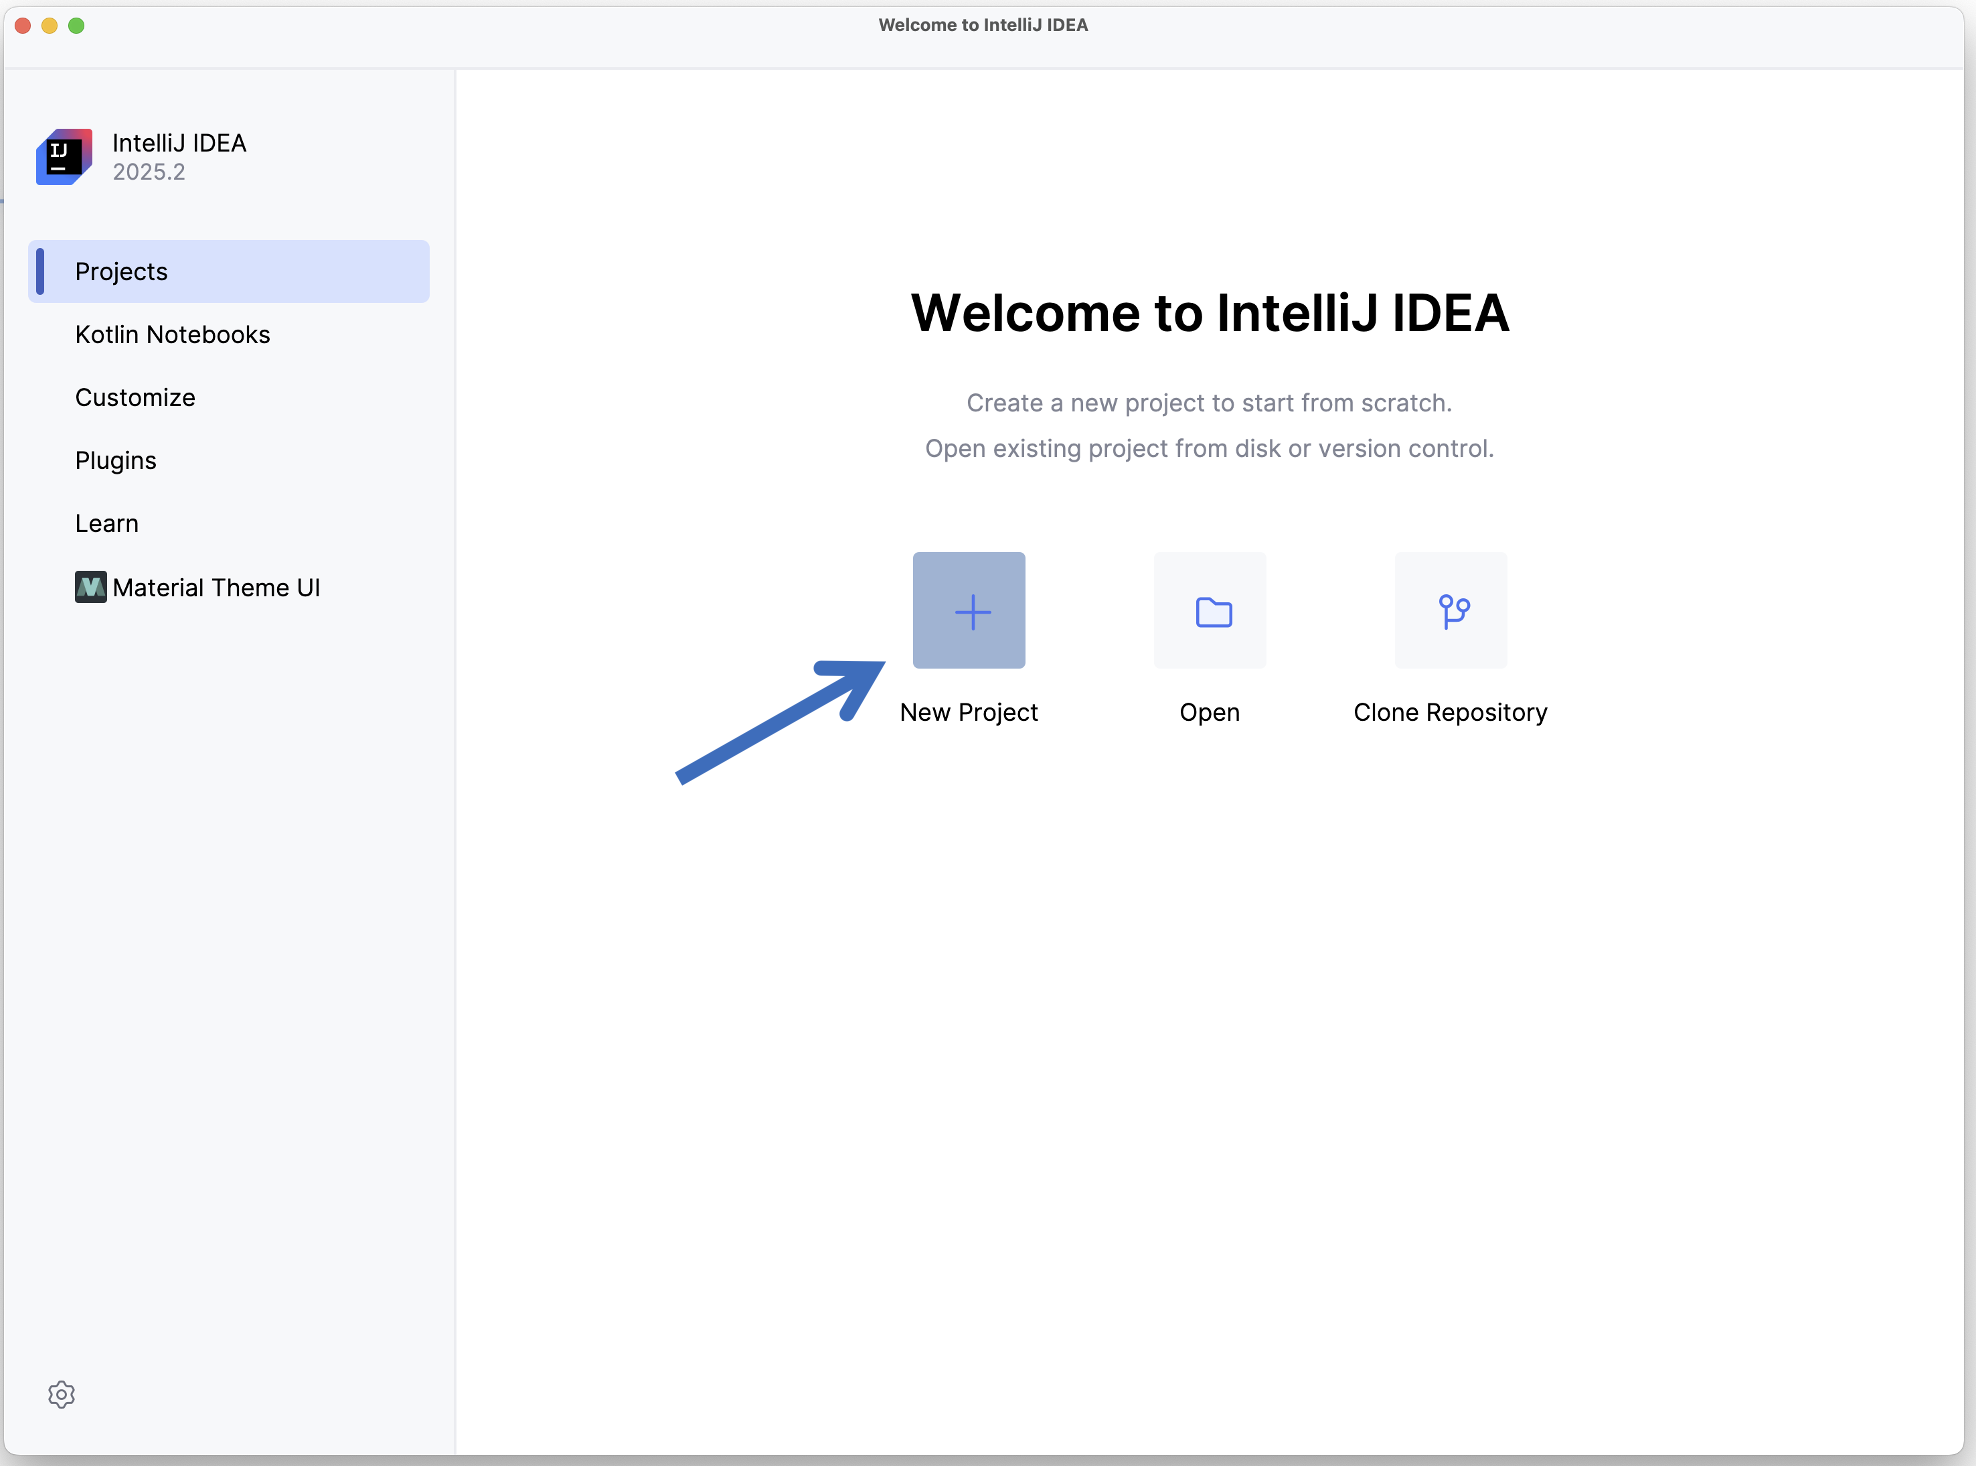 Welcome to IntelliJ IDEA
IJ
IntelliJ IDEA
2025.2
Projects
Kotlin Notebooks
Customize
Plugins
Learn
Material Theme UI
Welcome to IntelliJ IDEA
Create a new project to start from scratch.
Open existing project from disk or version control.
New Project
Open
Clone Repository